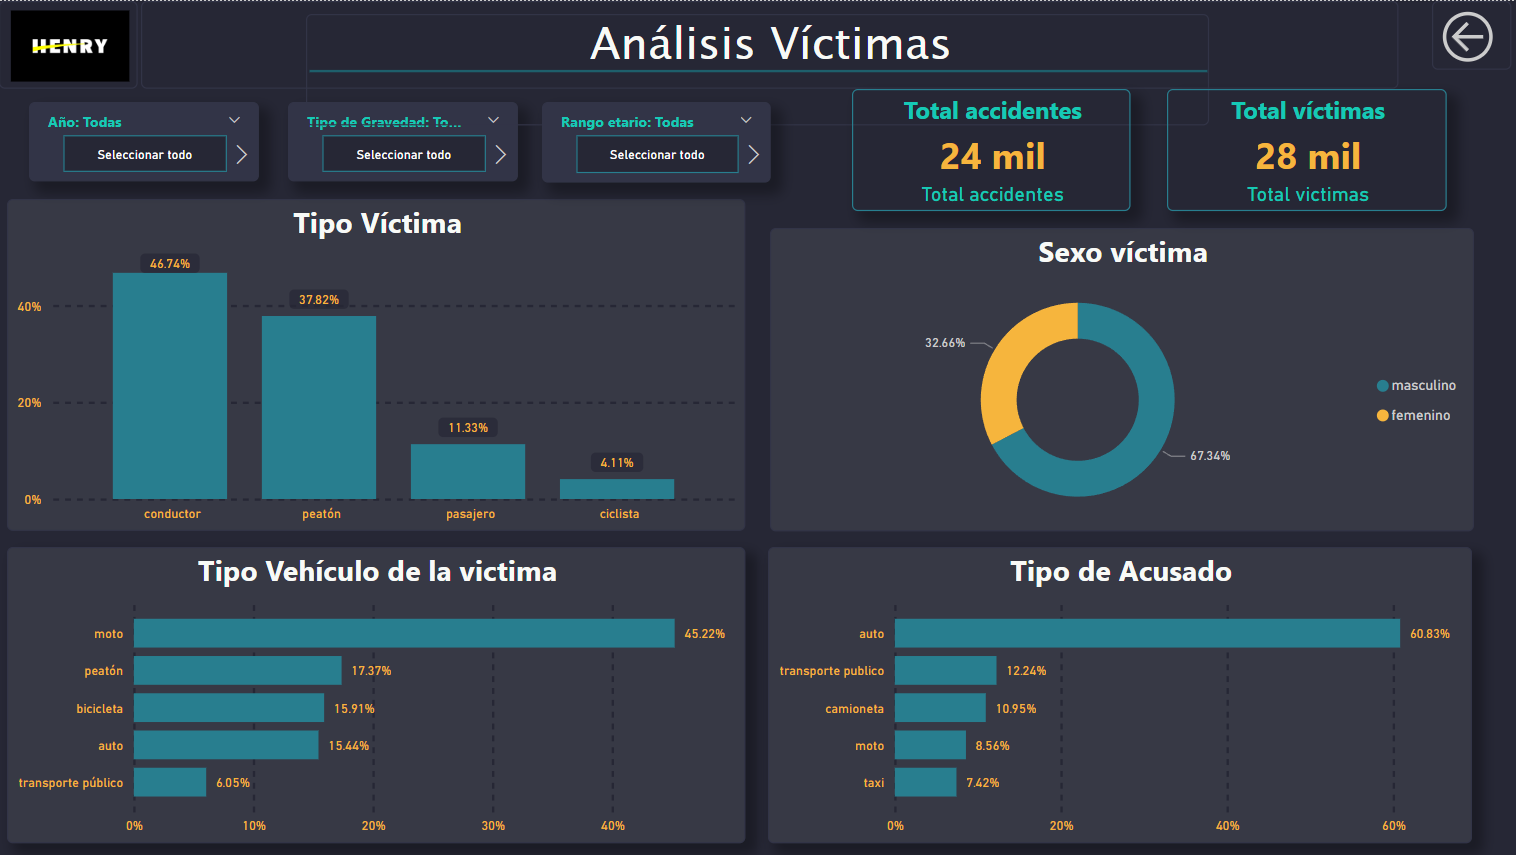 HENRY
Análisis Víctimas
Año: Todas
Seleccionar todo
Tipo de Gravedad: To...
Seleccionar todo
Rango etario: Todas
Seleccionar todo
Total accidentes
24 mil
Total accidentes
Total víctimas
28 mil
Total victimas
Tipo Víctima
46.74%
37.82%
11.33%
4.11%
40%
20%
0%
conductor peatón pasajero ciclista
Sexo víctima
32.66%
67.34%
masculino
femenino
Tipo Vehículo de la victima
moto 45.22%
peatón 17.37%
bicicleta 15.91%
auto 15.44%
transporte público 6.05%
0% 10% 20% 30% 40%
Tipo de Acusado
auto 60.83%
transporte publico 12.24%
camioneta 10.95%
moto 8.56%
taxi 7.42%
0% 20% 40% 60%